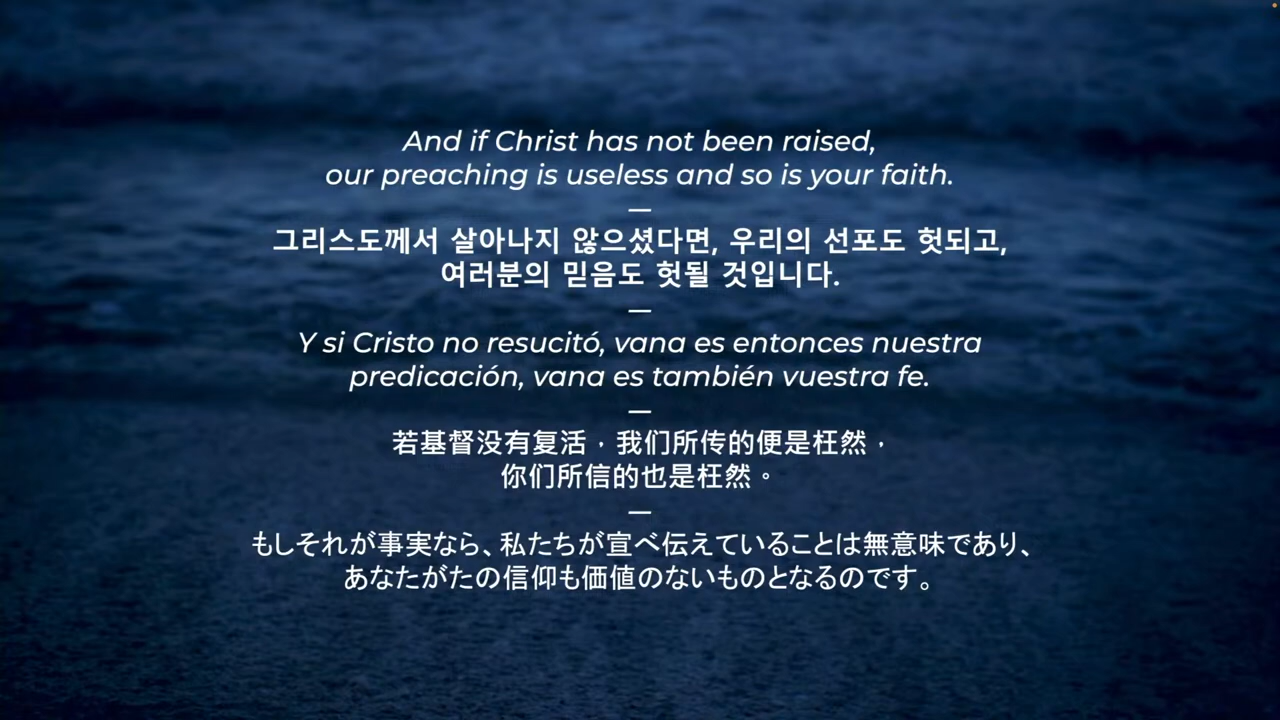 And if Christ has not been raised,
our preaching is useless and so is your faith.
—
그리스도께서 살아나지 않으셨다면, 우리의 선포도 헛되고,
여러분의 믿음도 헛될 것입니다.
—
Y si Cristo no resucitó, vana es entonces nuestra
predicación, vana es también vuestra fe.
—
若基督没有复活，我们所传的便是枉然，
你们所信的也是枉然。
—
もしそれが事実なら、私たちが宣べ伝えていることは無意味であり、
あなたがたの信仰も価値のないものとなるのです。